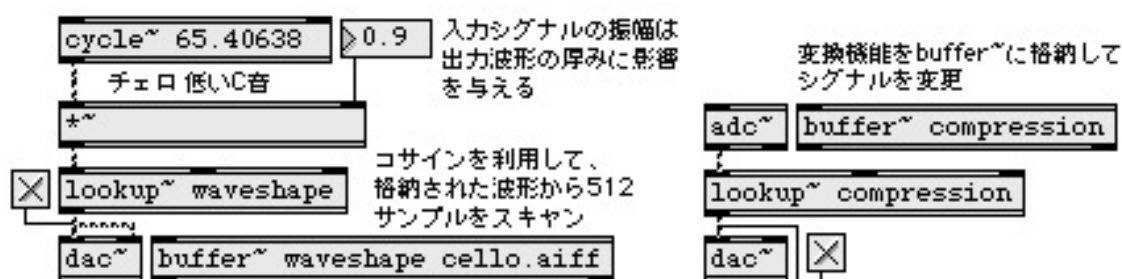 cycle~ 65.40638
0.9
入力シグナルの振幅は
出力波形の厚みに影響
を与える
チェロ 低いC音
*~
コサインを利用して、
格納された波形から512
サンプルをスキャン
lookup~ waveshape
dac~
buffer~ waveshape cello.aiff
変換機能をbuffer~に格納して
シグナルを変更
adc~
buffer~ compression
lookup~ compression
dac~